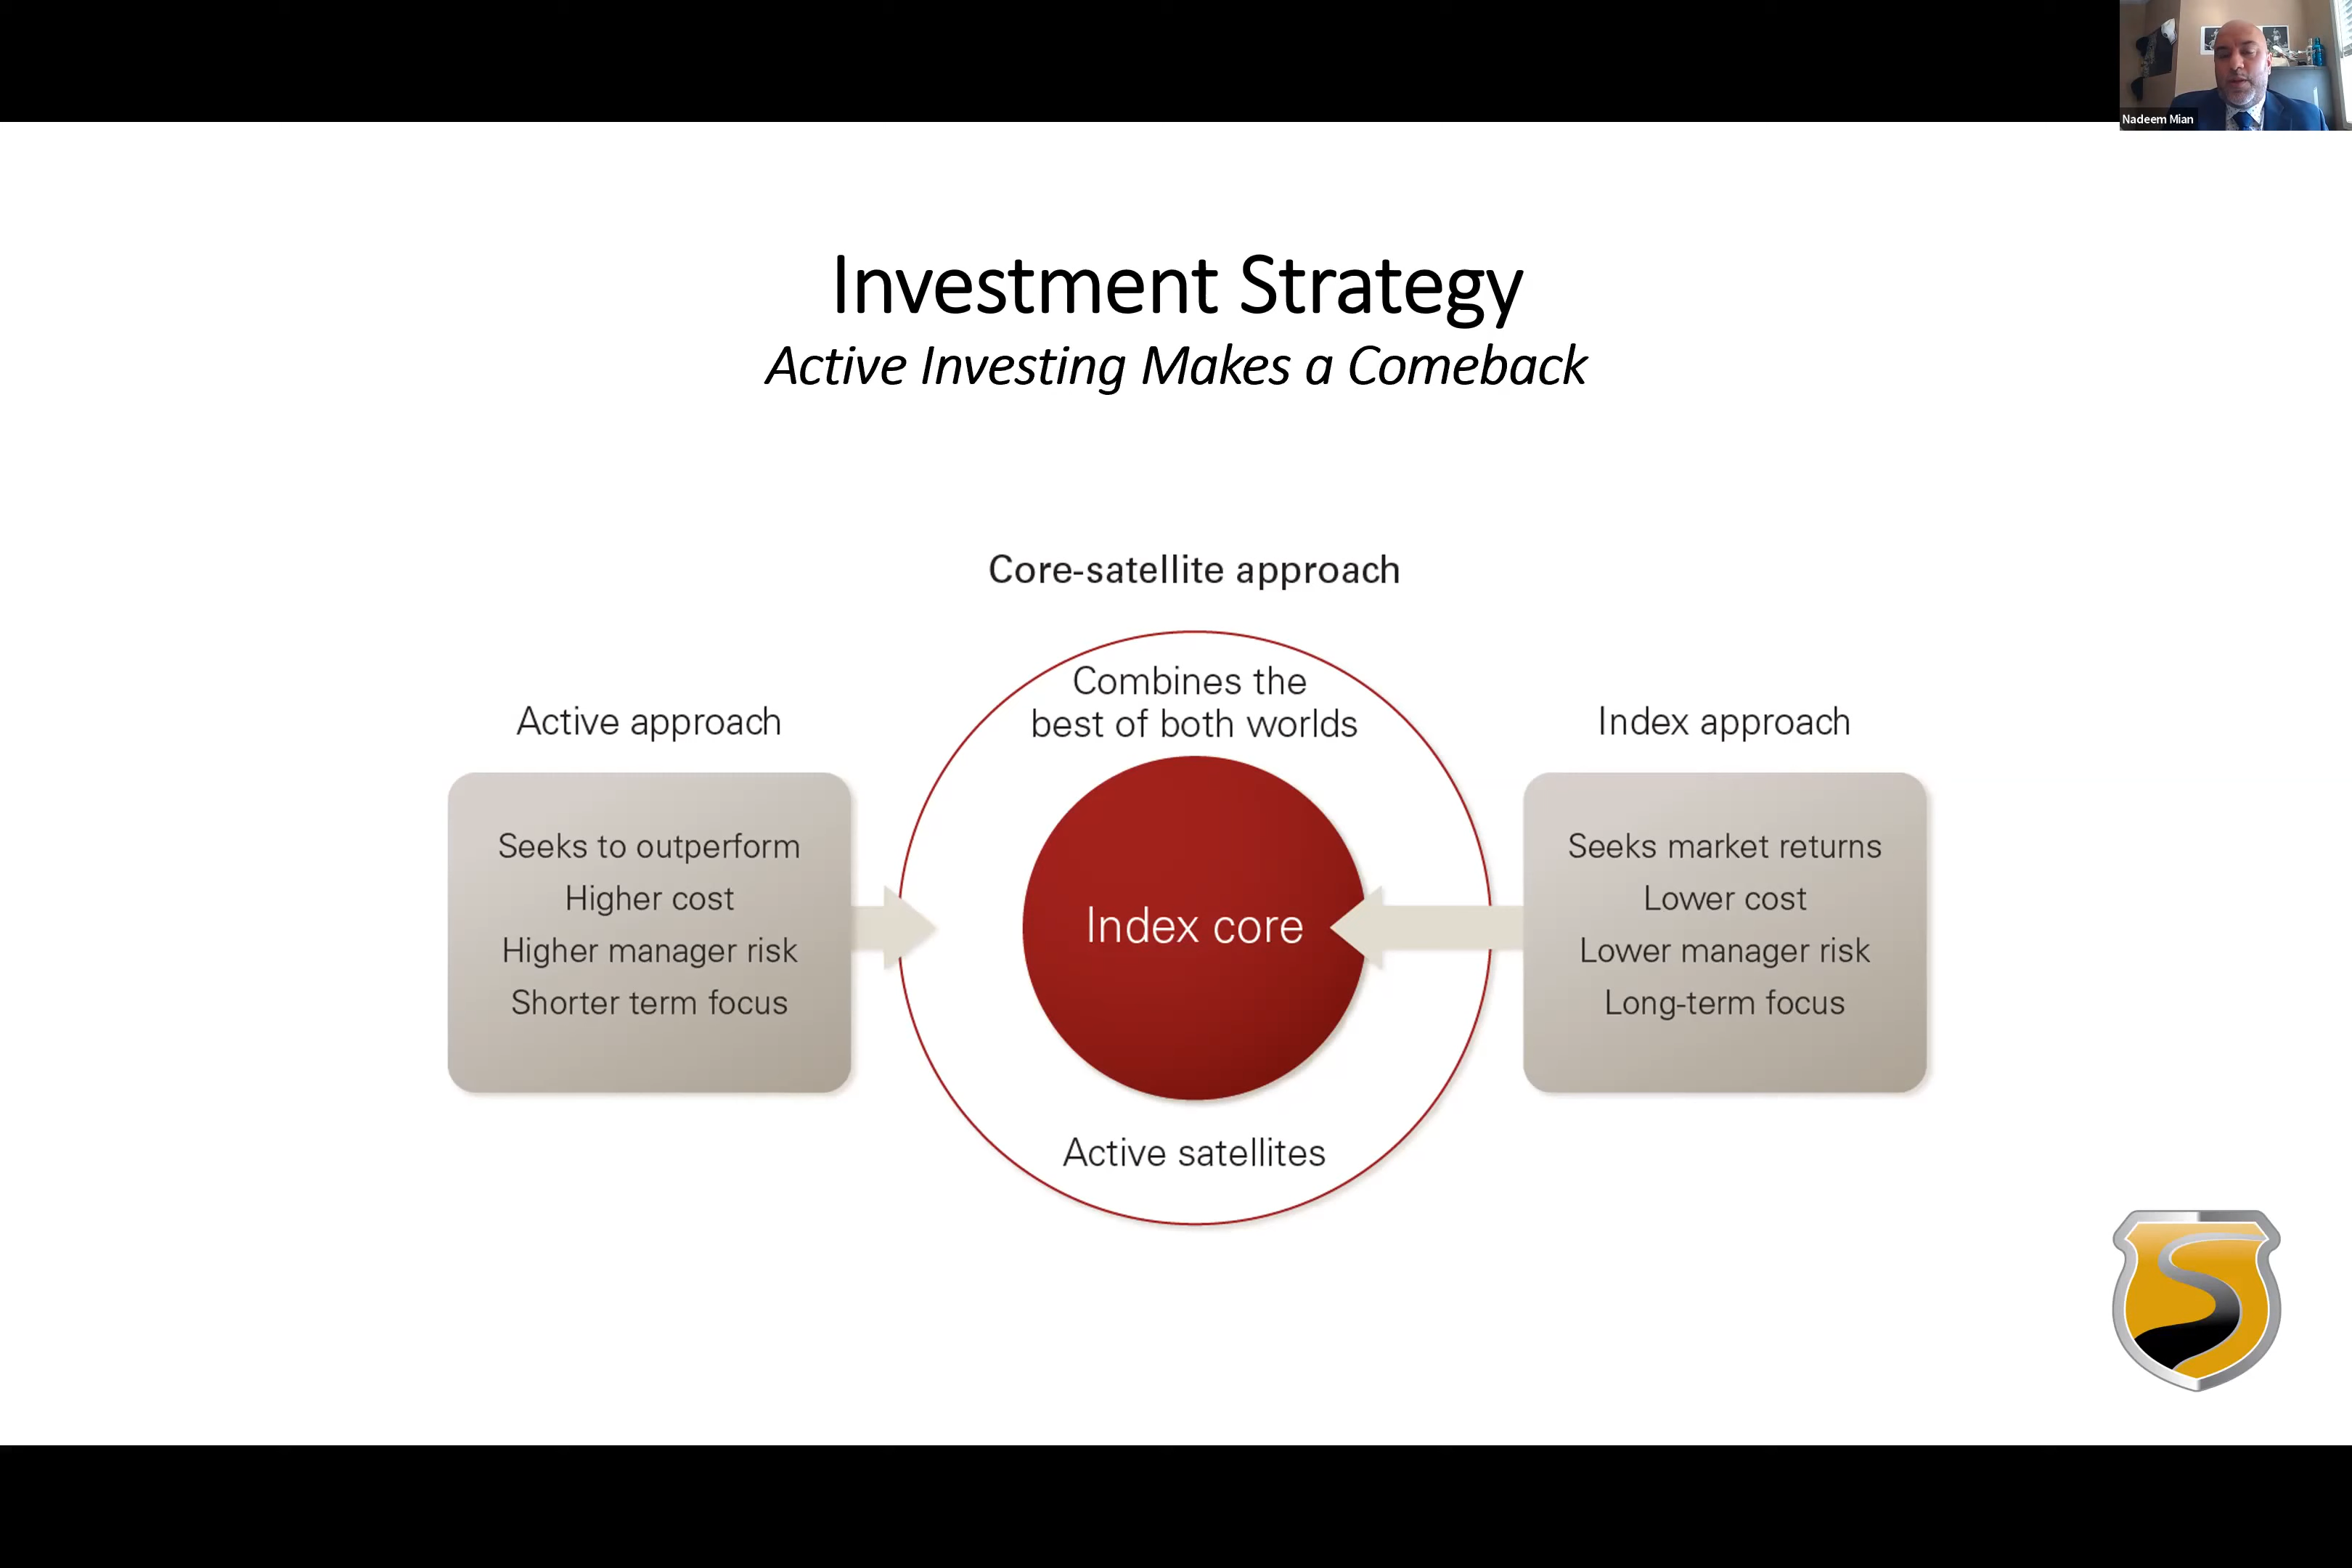 Nadeem Mian
Investment Strategy
Active Investing Makes a Comeback
Core-satellite approach
Combines the
best of both worlds
Active approach
Index approach
Seeks to outperform
Higher cost
Higher manager risk
Shorter term focus
Index core
Seeks market returns
Lower cost
Lower manager risk
Long-term focus
Active satellites